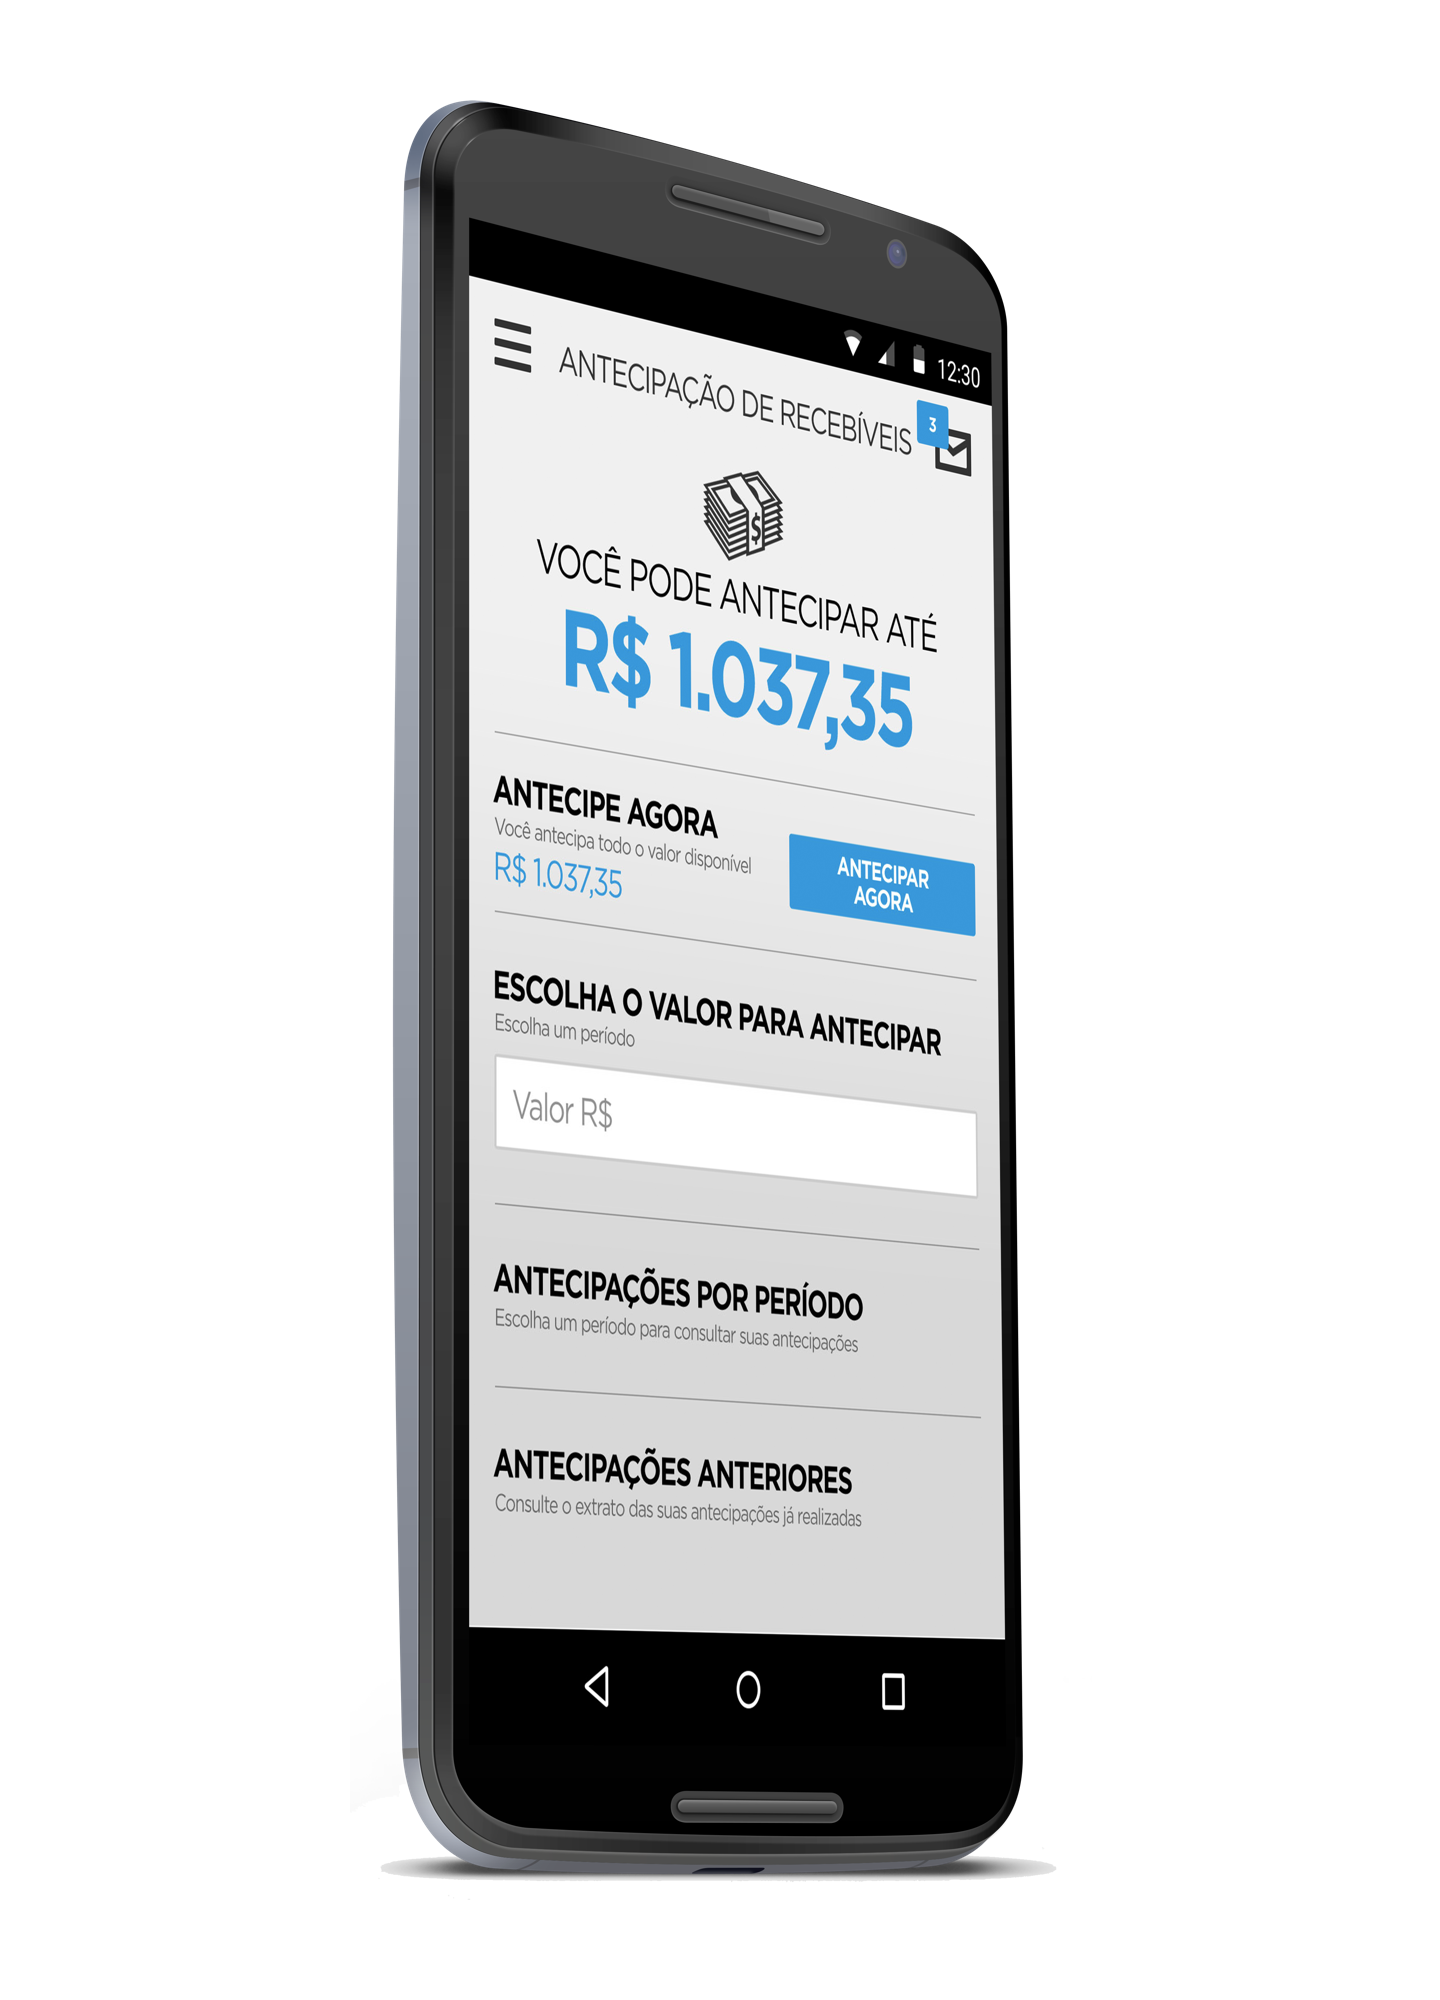 12:30
ANTECIPAÇÃO DE RECEBÍVEIS
3
$
VOCÊ PODE ANTECIPAR ATÉ
R$ 1.037,35
ANTECIPE AGORA
Você antecipa todo o valor disponível
R$ 1.037,35
ANTECIPAR
AGORA
ESCOLHA O VALOR PARA ANTECIPAR
Escolha um período
Valor R$
ANTECIPAÇÕES POR PERÍODO
Escolha um período para consultar suas antecipações
ANTECIPAÇÕES ANTERIORES
Consulte o extrato das suas antecipações já realizadas